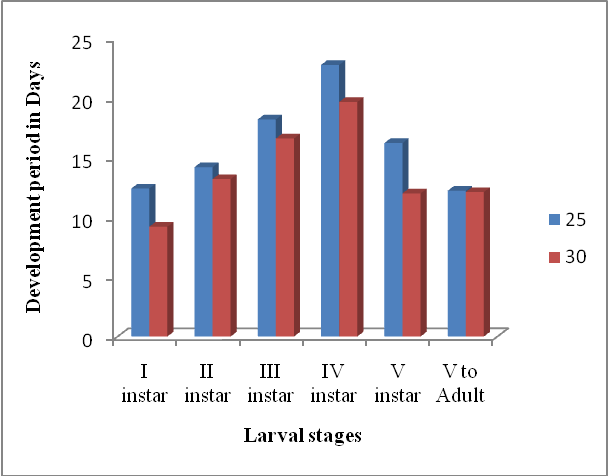 25
20
15
10
5
0
Development period in Days
I instar
II instar
III instar
IV instar
V instar
V to Adult
Larval stages
25
30